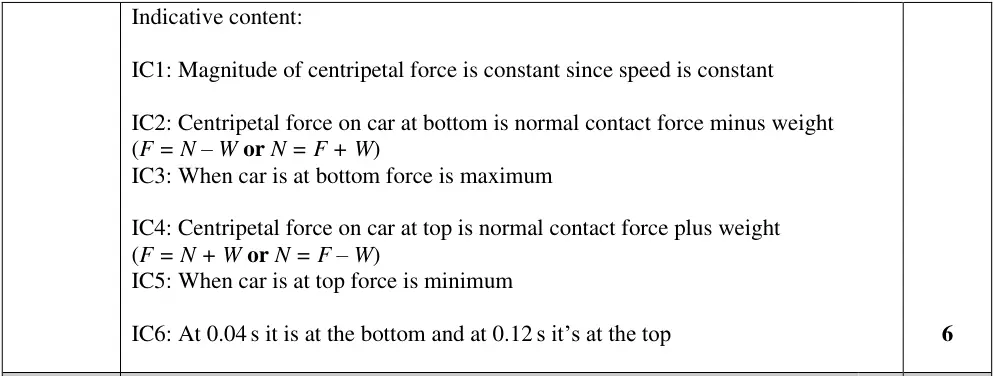 Indicative content:
IC1: Magnitude of centripetal force is constant since speed is constant
IC2: Centripetal force on car at bottom is normal contact force minus weight
(F = N – W or N = F + W)
IC3: When car is at bottom force is maximum
IC4: Centripetal force on car at top is normal contact force plus weight
(F = N + W or N = F – W)
IC5: When car is at top force is minimum
IC6: At 0.04 s it is at the bottom and at 0.12 s it’s at the top 6